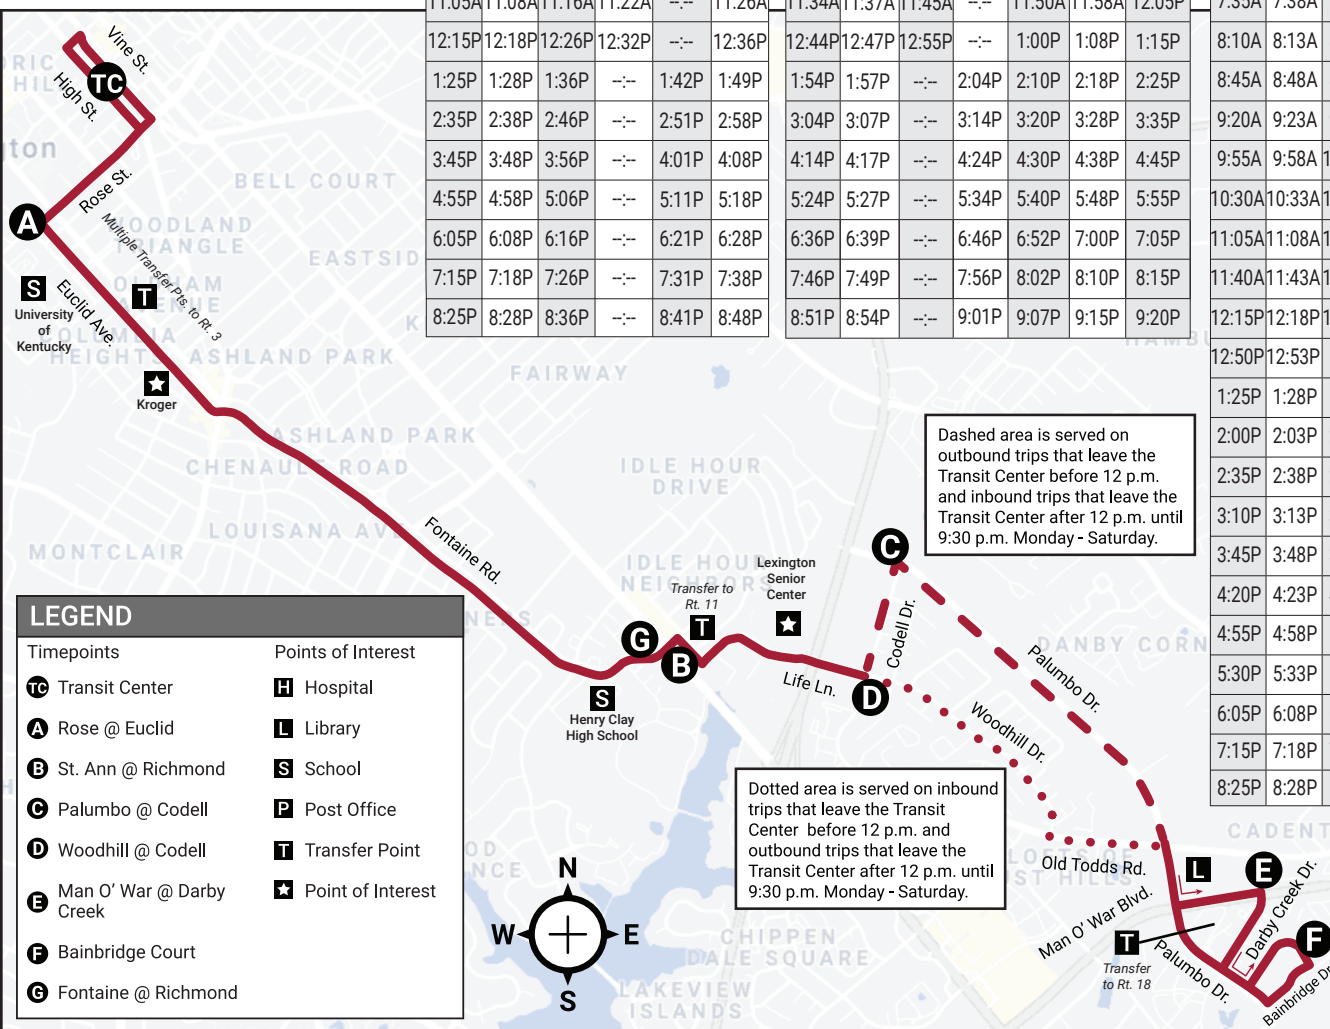 11:05A 11:08A 11:16A 11:22A --:-- 11:26A 11:34A 11:37A 11:45A --:-- 11:50A 11:58A 12:05P 7:35A 7:38A
12:15P 12:18P 12:26P 12:32P --:-- 12:36P 12:44P 12:47P 12:55P --:-- 1:00P 1:08P 1:15P 8:10A 8:13A
1:25P 1:28P 1:36P --:-- 1:42P 1:49P 1:54P 1:57P --:-- 2:04P 2:10P 2:18P 2:25P 8:45A 8:48A
2:35P 2:38P 2:46P --:-- 2:51P 2:58P 3:04P 3:07P --:-- 3:14P 3:20P 3:28P 3:35P 9:20A 9:23A
3:45P 3:48P 3:56P --:-- 4:01P 4:08P 4:14P 4:17P --:-- 4:24P 4:30P 4:38P 4:45P 9:55A 9:58A
4:55P 4:58P 5:06P --:-- 5:11P 5:18P 5:24P 5:27P --:-- 5:34P 5:40P 5:48P 5:55P 10:30A 10:33A
6:05P 6:08P 6:16P --:-- 6:21P 6:28P 6:36P 6:39P --:-- 6:46P 6:52P 7:00P 7:05P 11:05A 11:08A
7:15P 7:18P 7:26P --:-- 7:31P 7:38P 7:46P 7:49P --:-- 7:56P 8:02P 8:10P 8:15P 11:40A 11:43A
8:25P 8:28P 8:36P --:-- 8:41P 8:48P 8:51P 8:54P --:-- 9:01P 9:07P 9:15P 9:20P 12:15P 12:18P
12:50P 12:53P
1:25P 1:28P
2:00P 2:03P
2:35P 2:38P
3:10P 3:13P
3:45P 3:48P
4:20P 4:23P
4:55P 4:58P
5:30P 5:33P
6:05P 6:08P
7:15P 7:18P
8:25P 8:28P
Vine St.
TC
High St.
BELL COURT
Rose St.
A
WOODLAND
TRIANGLE
Multiple Transfer Pts. to Rt. 3
S
T
University
of
Kentucky
Euclid Ave.
COLUMBIA
HEIGHTS
ASHLAND PARK
Kroger
FAIRWAY
ASHLAND PARK
CHENAULT ROAD
IDLE HOUR
DRIVE
MONTCLAIR
Fontaine Rd.
IDLE HOUR
NEIGHBORS
Dashed area is served on
outbound trips that leave the
Transit Center before 12 p.m.
and inbound trips that leave the
Transit Center after 12 p.m. until
9:30 p.m. Monday - Saturday.
Lexington
Senior
Center
Transfer to
Rt. 11
T
G
B
S
Henry Clay
High School
Life Ln.
C
D
Codell Dr.
Palumbo Dr.
Woodhill Dr.
LEGEND
Timepoints
TC Transit Center
A Rose @ Euclid
B St. Ann @ Richmond
C Palumbo @ Codell
D Woodhill @ Codell
E Man O' War @ Darby
Creek
F Bainbridge Court
G Fontaine @ Richmond
Points of Interest
H Hospital
L Library
S School
P Post Office
T Transfer Point
Point of Interest
Dotted area is served on inbound
trips that leave the Transit
Center before 12 p.m. and
outbound trips that leave the
Transit Center after 12 p.m. until
9:30 p.m. Monday - Saturday.
N
W
E
S
CHIPPEN
DALE SQUARE
LAKEVIEW
ISLANDS
Old Todds Rd.
L
E
Man O' War Blvd.
Darby Creek Dr.
T
Transfer
to Rt. 18
Palumbo Dr.
F
Bainbridge Dr